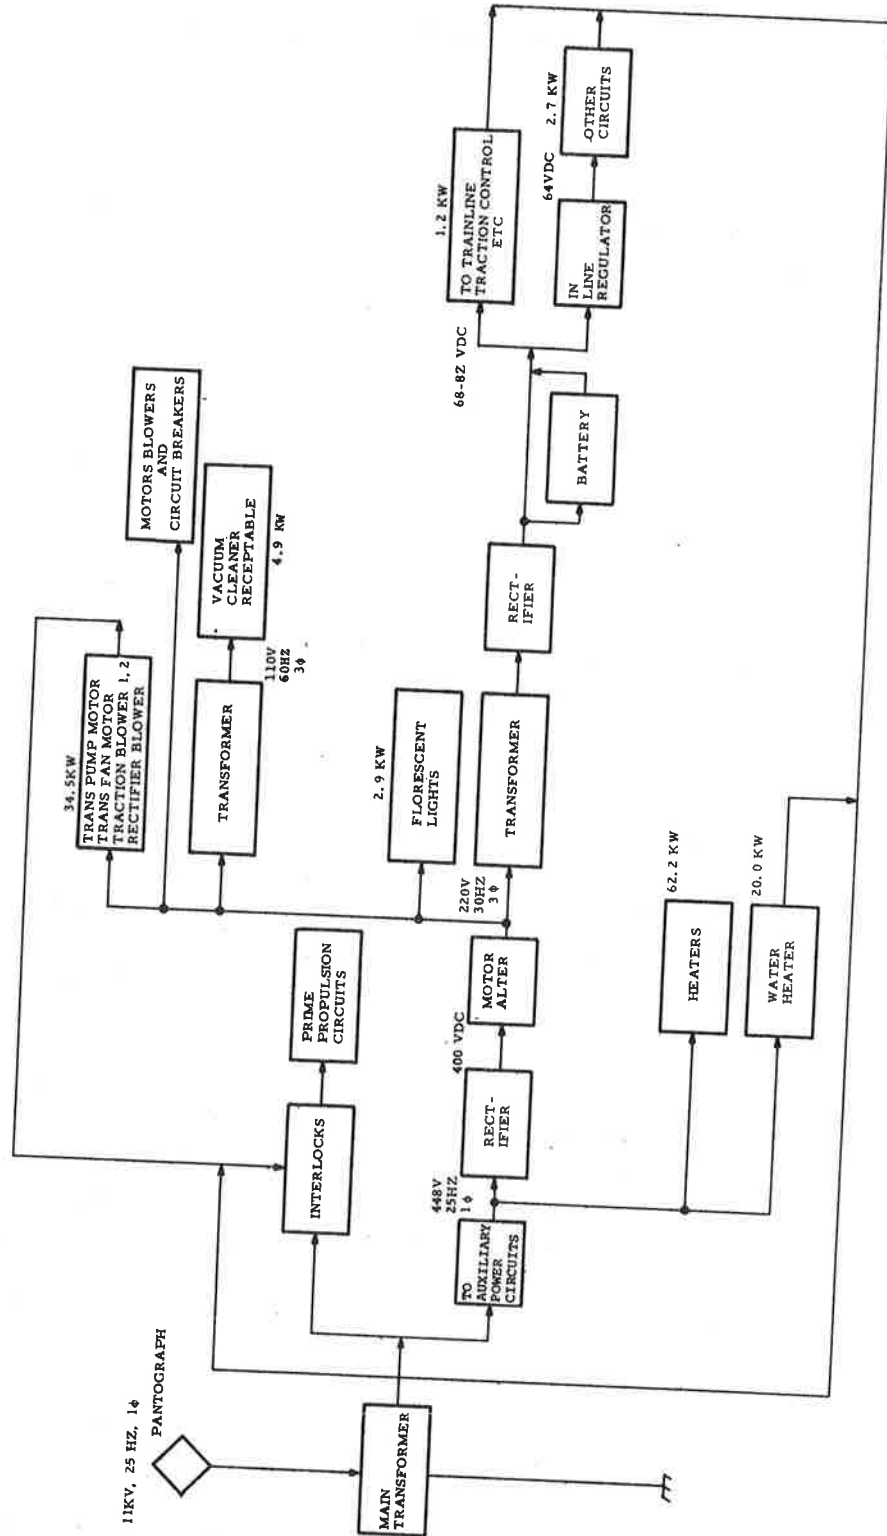 11KV, 25 HZ, 1ϕ
PANTOGRAPH
MAIN
TRANSFORMER
INTERLOCKS
PRIME
PROPULSION
CIRCUITS
TO
AUXILIARY
POWER
CIRCUITS
448V
25HZ
1ϕ
RECT-
IFIER
400 VDC
MOTOR
ALTER
220V
30HZ
3ϕ
34.5KW
TRANS PUMP MOTOR
TRANS FAN MOTOR
TRACTION BLOWER 1,2
RECTIFIER BLOWER
MOTORS BLOWERS
AND
CIRCUIT BREAKERS
TRANSFORMER
110V
60HZ
3ϕ
VACUUM
CLEANER
RECEPTABLE
4.9 KW
2.9 KW
FLORESCENT
LIGHTS
TRANSFORMER
RECT-
IFIER
BATTERY
68-8Z VDC
1.2 KW
TO TRAINLINE
TRACTION CONTROL
ETC
IN
LINE
REGULATOR
64VDC
2.7 KW
OTHER
CIRCUITS
62.2 KW
HEATERS
20.0 KW
WATER
HEATER